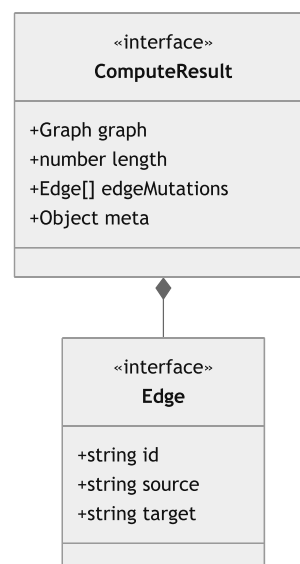 «interface»
ComputeResult
+Graph graph
+number length
+Edge[] edgeMutations
+Object meta
«interface»
Edge
+string id
+string source
+string target